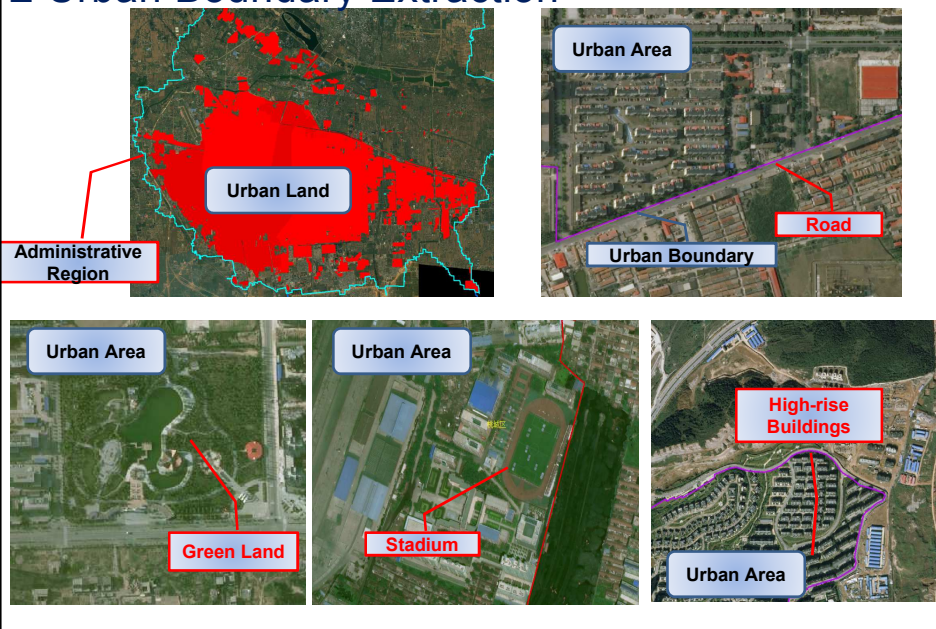 2 Urban Boundary Extraction
Urban Land
Administrative
Region
Urban Area
Road
Urban Boundary
Urban Area
Green Land
Urban Area
Stadium
High-rise
Buildings
Urban Area